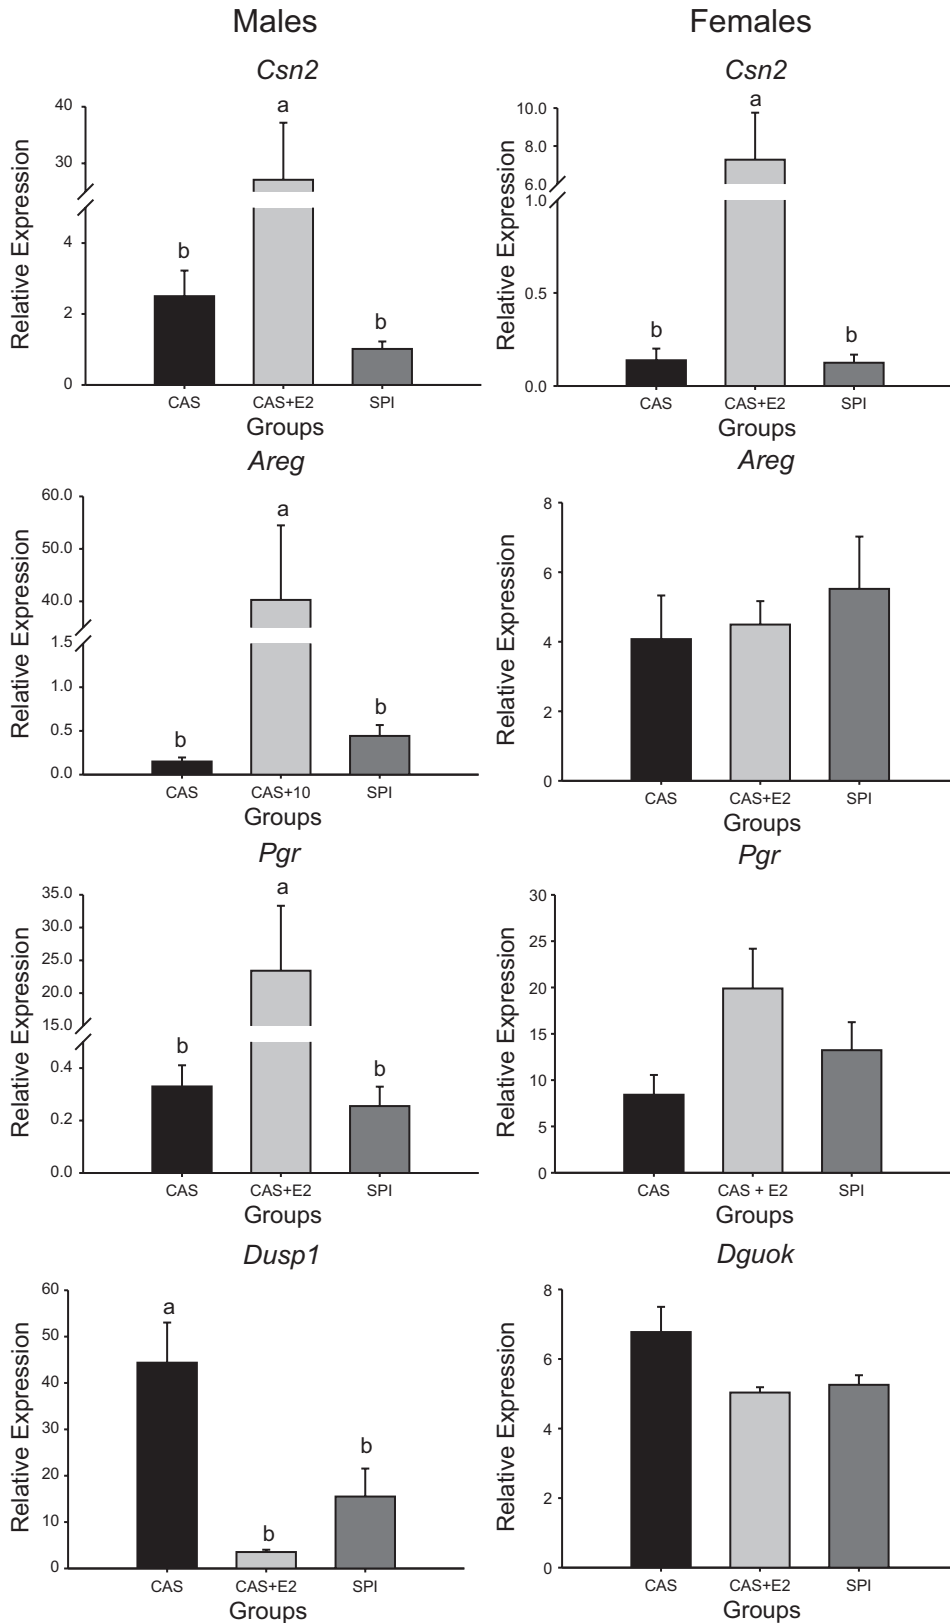 Males
Females
Csn2
Csn2
40
30
4
2
0
Relative Expression
a
b
b
CAS
CAS+E2
SPI
Groups
10.0
8.0
6.0
1.0
0.5
0.0
Relative Expression
a
b
b
CAS
CAS+E2
SPI
Groups
Areg
Areg
60.0
50.0
40.0
1.5
1.0
0.5
0.0
Relative Expression
a
b
b
CAS
CAS+10
SPI
Groups
8
6
4
2
0
Relative Expression
CAS
CAS+E2
SPI
Groups
Pgr
Pgr
35.0
30.0
25.0
20.0
15.0
0.4
0.2
0.0
Relative Expression
a
b
b
CAS
CAS+E2
SPI
Groups
30
25
20
15
10
5
0
Relative Expression
CAS
CAS + E2
SPI
Groups
Dusp1
Dguok
60
50
40
30
20
10
0
Relative Expression
a
b
b
CAS
CAS+E2
SPI
Groups
8
6
4
2
0
Relative Expression
CAS
CAS+E2
SPI
Groups